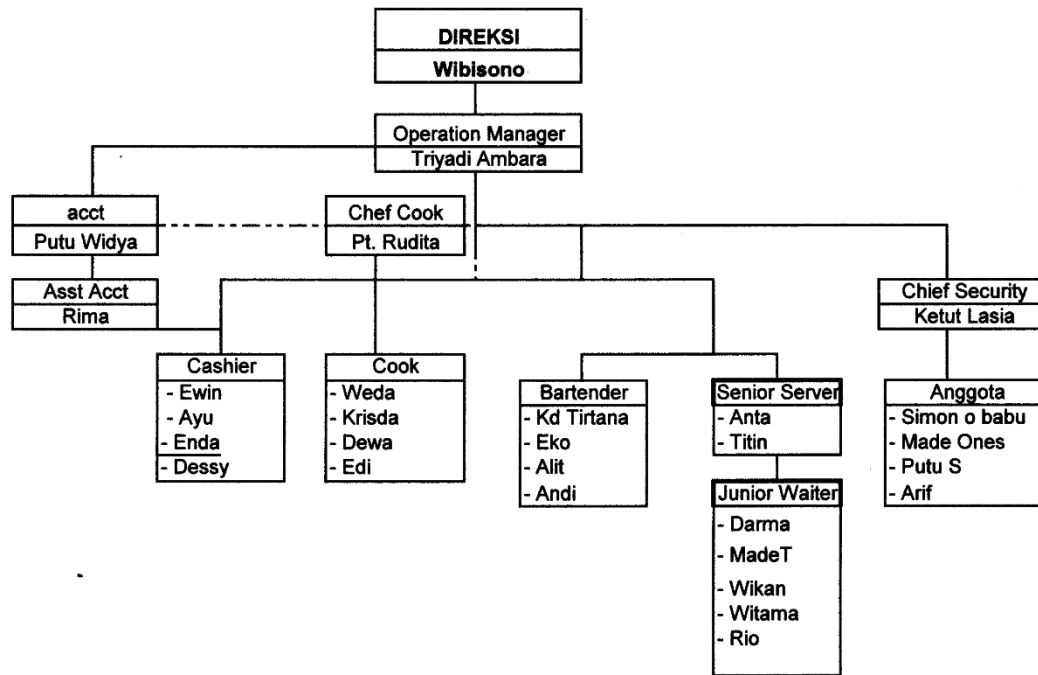 DIREKSI
Wibisono
Operation Manager
Triyadi Ambara
acct
Putu Widya
Chef Cook
Pt. Rudita
Asst Acct
Rima
Chief Security
Ketut Lasia
Cashier
- Ewin
- Ayu
- Enda
- Dessy
Cook
- Weda
- Krisda
- Dewa
- Edi
Bartender
- Kd Tirtana
- Eko
- Alit
- Andi
Senior Server
- Anta
- Titin
Junior Waiter
- Darma
- MadeT
- Wikan
- Witama
- Rio
Anggota
- Simon o babu
- Made Ones
- Putu S
- Arif